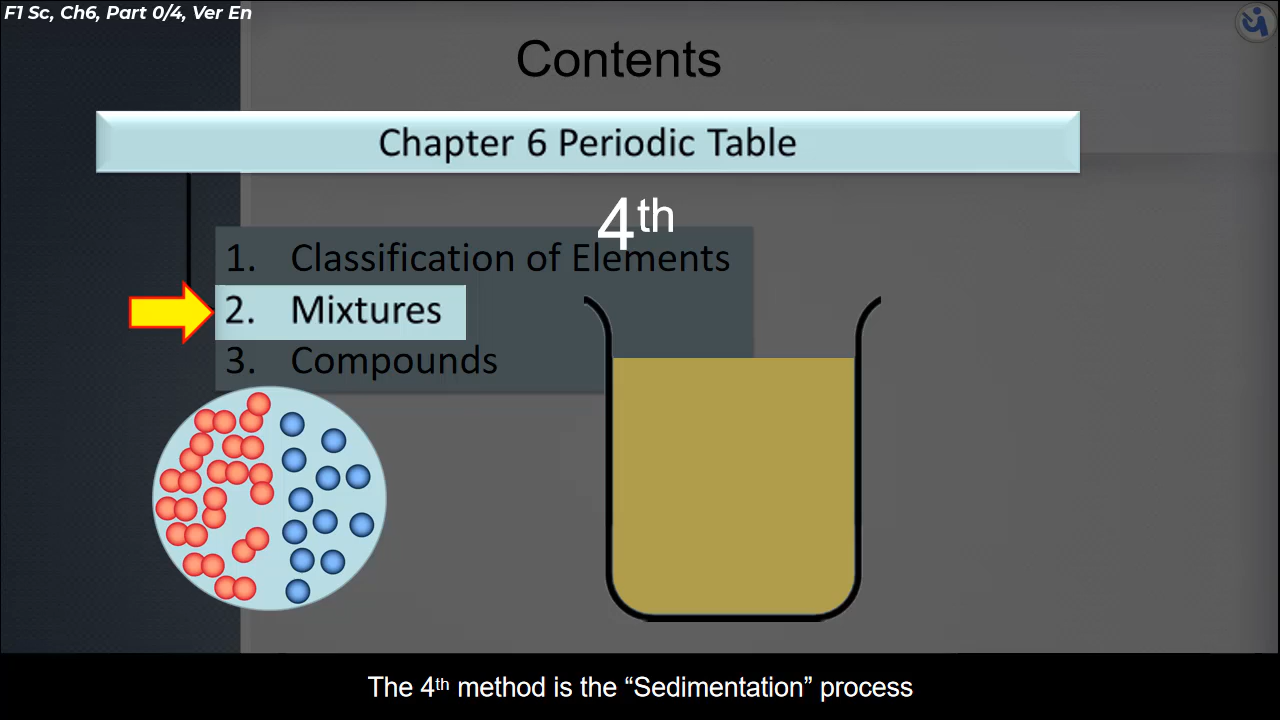 F1 Sc, Ch6, Part 0/4, Ver En
Contents
Chapter 6 Periodic Table
4th
1. Classification of Elements
2. Mixtures
3. Compounds
The 4th method is the “Sedimentation” process